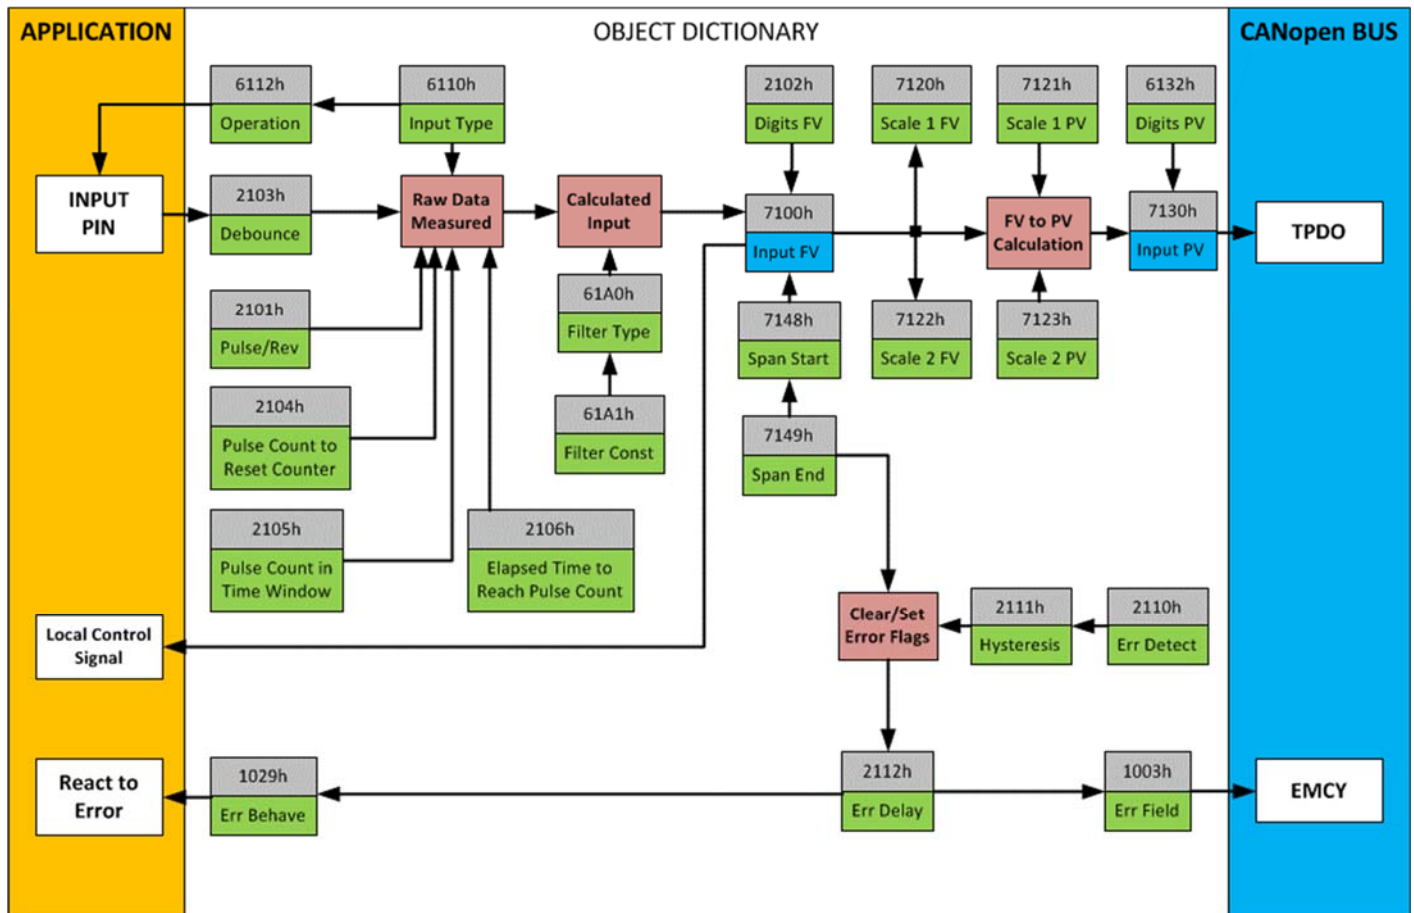 APPLICATION
OBJECT DICTIONARY
CANopen BUS
6112h
Operation
6110h
Input Type
2102h
Digits FV
7120h
Scale 1 FV
7121h
Scale 1 PV
6132h
Digits PV
INPUT
PIN
2103h
Debounce
Raw Data
Measured
Calculated
Input
7100h
Input FV
FV to PV
Calculation
7130h
Input PV
TPDO
2101h
Pulse/Rev
61A0h
Filter Type
7148h
Span Start
7122h
Scale 2 FV
7123h
Scale 2 PV
2104h
Pulse Count to
Reset Counter
61A1h
Filter Const
7149h
Span End
2105h
Pulse Count in
Time Window
2106h
Elapsed Time to
Reach Pulse Count
Local Control
Signal
Clear/Set
Error Flags
2111h
Hysteresis
2110h
Err Detect
React to
Error
1029h
Err Behave
2112h
Err Delay
1003h
Err Field
EMCY